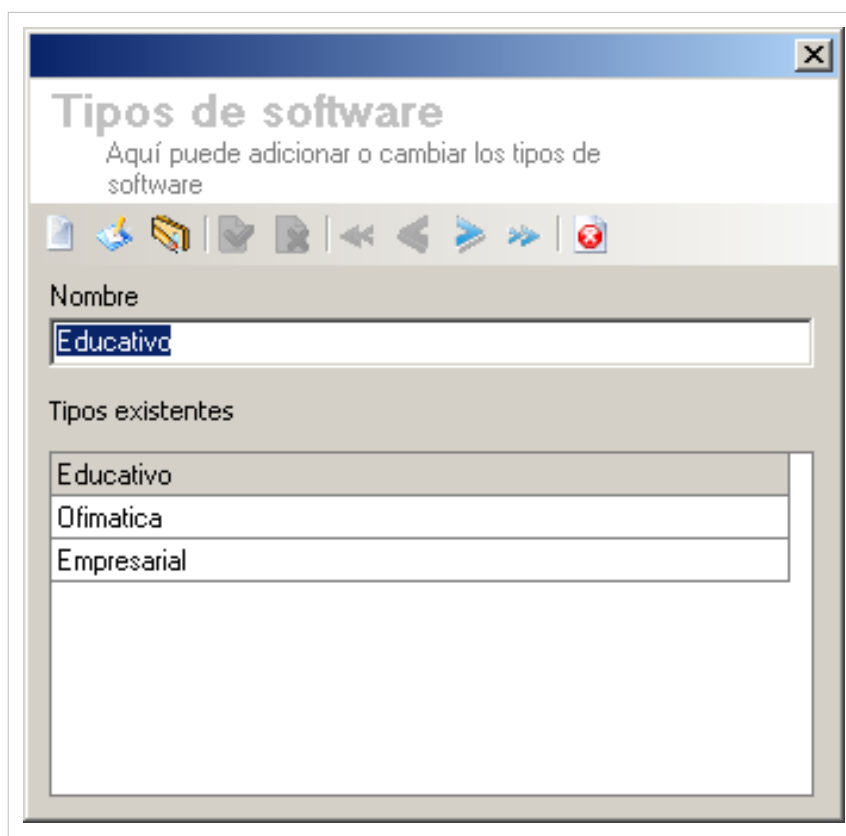 Tipos de software
Aquí puede adicionar o cambiar los tipos de
software
Nombre
Educativo
Tipos existentes
Educativo
Ofimatica
Empresarial